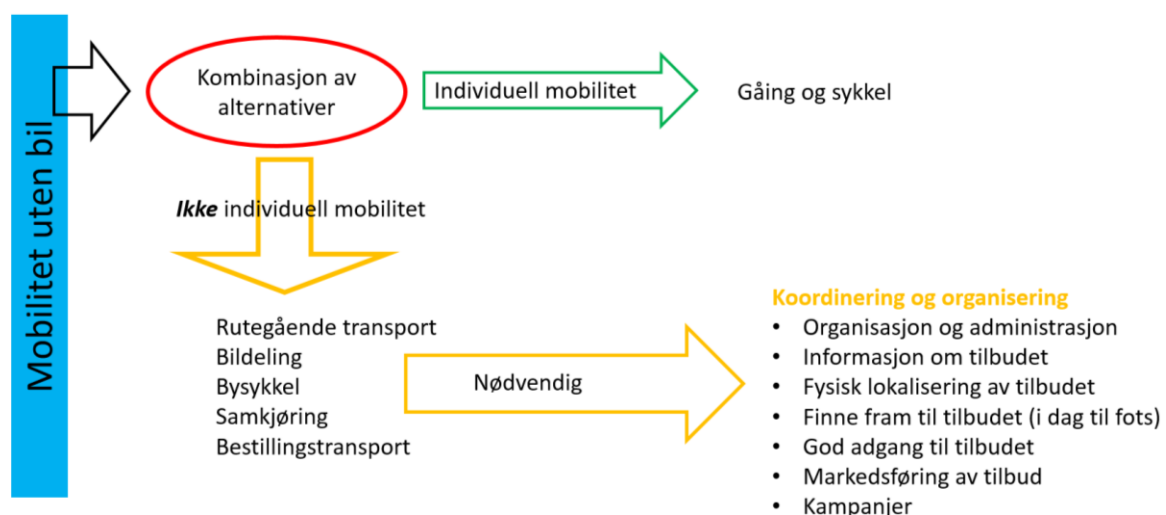 Mobilitet uten bil
Kombinasjon av
alternativer
Individuell mobilitet
Gåing og sykkel
Ikke individuell mobilitet
Rutegående transport
Bildeling
Bysykkel
Samkjøring
Bestillingstransport
Nødvendig
Koordinering og organisering
• Organisasjon og administrasjon
• Informasjon om tilbudet
• Fysisk lokalisering av tilbudet
• Finne fram til tilbudet (i dag til fots)
• God adgang til tilbudet
• Markedsføring av tilbud
• Kampanjer